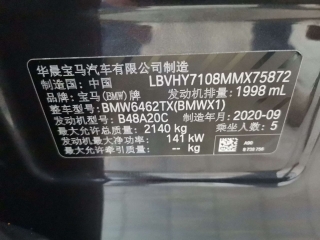 华晨宝马汽车有限公司制造
制造国：中国 LBVHY7108MMX75872
品牌：宝马(BMW)牌 发动机排量：1998 mL
整车型号：BMW6462TX(BMWX1)
发动机型号：B48A20C 制造年月：2020-09
最大允许总质量：2140 kg 乘坐人数：5
发动机最大净功率：141 kW
最大允许牵引质量：-- kg